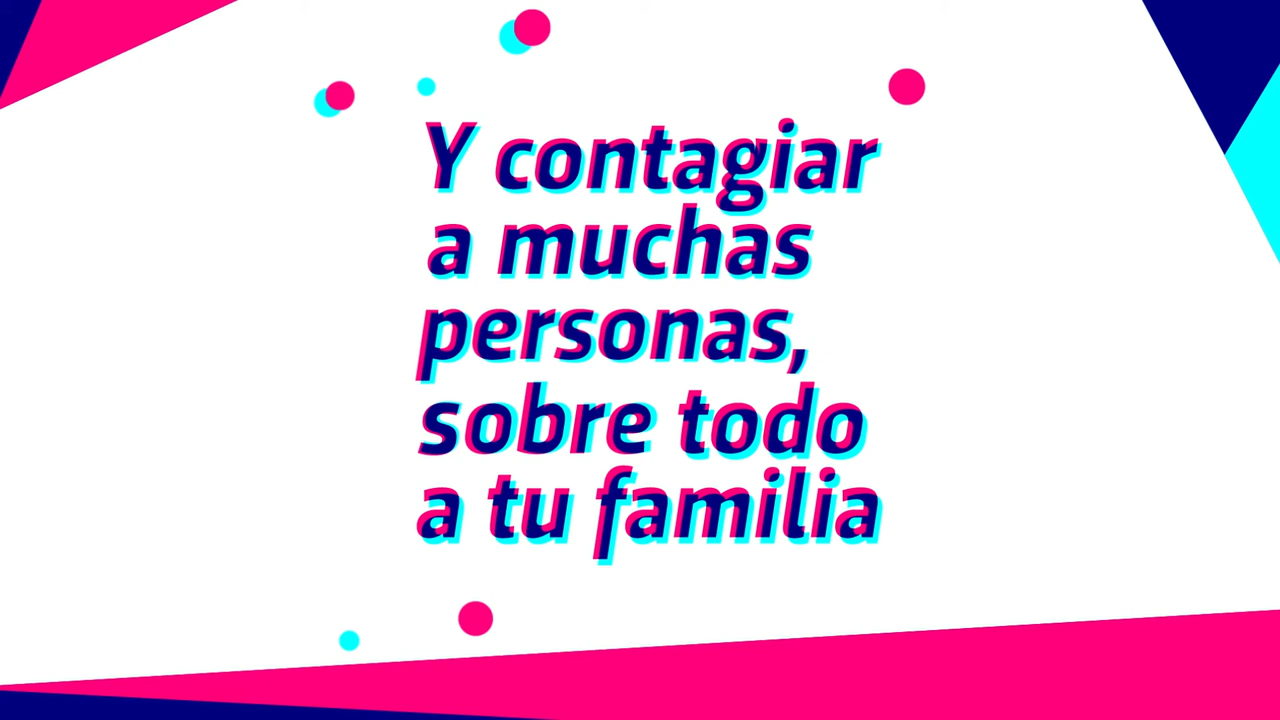 Y contagiar
a muchas
personas,
sobre todo
a tu familia